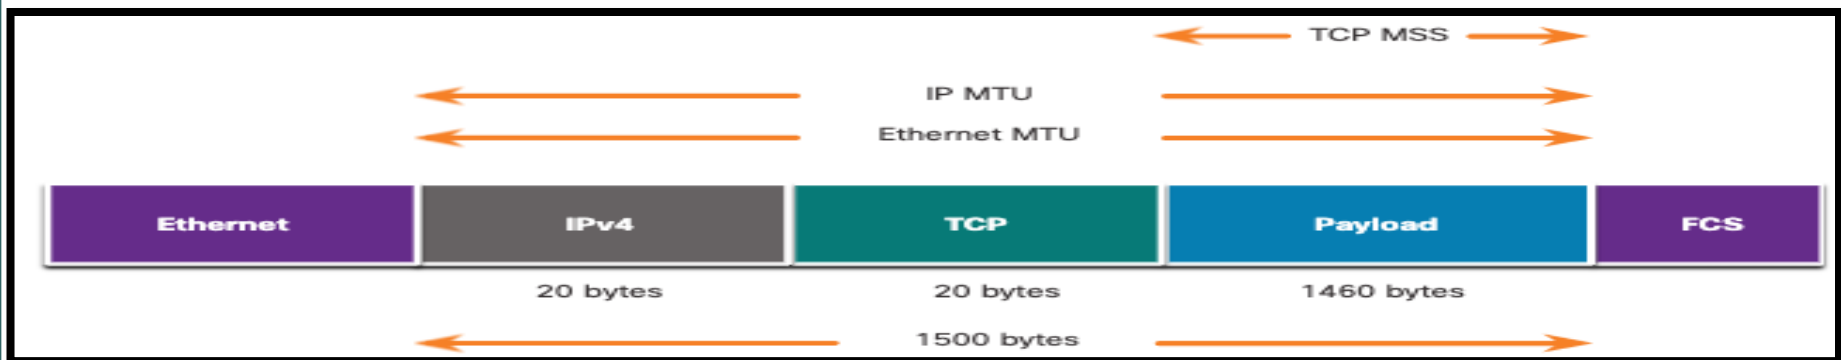 TCP MSS
IP MTU
Ethernet MTU
Ethernet IPv4 TCP Payload FCS
20 bytes 20 bytes 1460 bytes
1500 bytes